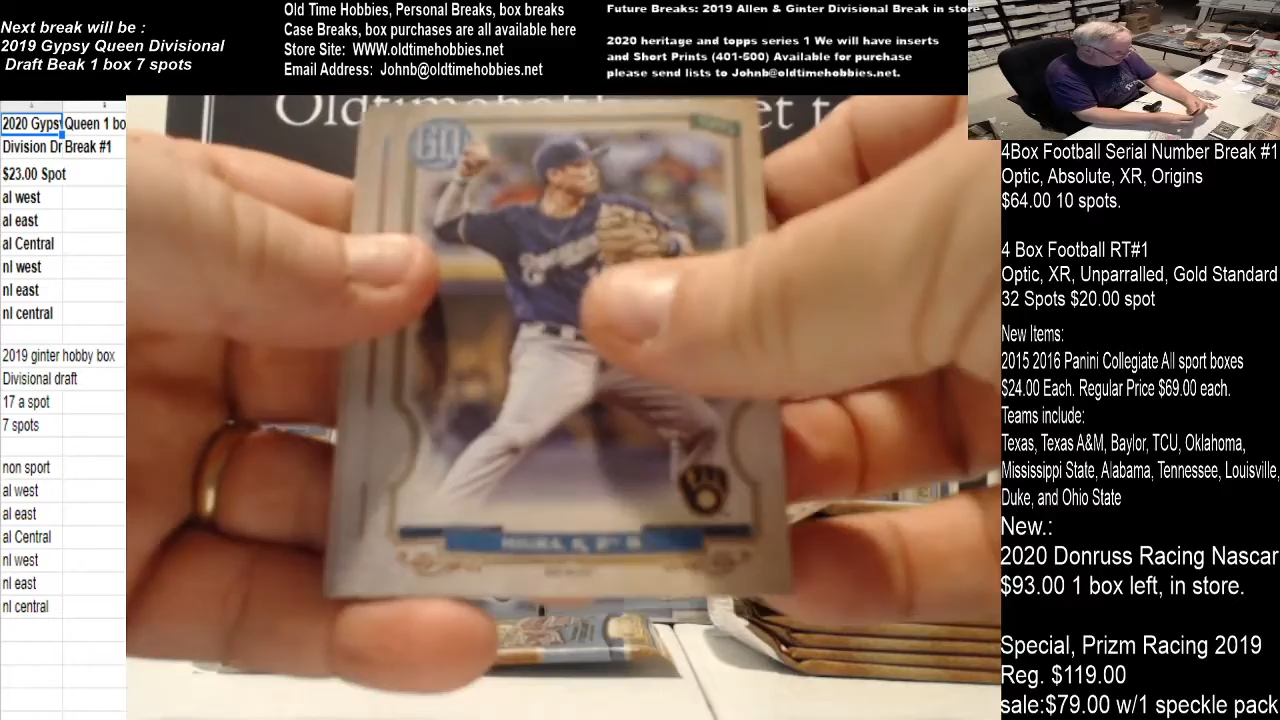 Next break will be :
2019 Gypsy Queen Divisional
Draft Beak 1 box 7 spots
Old Time Hobbies, Personal Breaks, box breaks
Case Breaks, box purchases are all available here
Store Site: WWW.oldtimehobbies.net
Email Address: Johnb@oldtimehobbies.net
Future Breaks: 2019 Allen & Ginter Divisional Break in store
2020 heritage and topps series 1 We will have inserts
and Short Prints (401-500) Available for purchase
please send lists to Johnb@oldtimehobbies.net.
2020 Gypsy Queen 1 bo
Division Dr Break #1
$23.00 Spot
al west
al east
al Central
nl west
nl east
nl central
2019 ginter hobby box
Divisional draft
17 a spot
7 spots
non sport
al west
al east
al Central
nl west
nl east
nl central
GQ
4Box Football Serial Number Break #1
Optic, Absolute, XR, Origins
$64.00 10 spots.
4 Box Football RT#1
Optic, XR, Unparralled, Gold Standard
32 Spots $20.00 spot
New Items:
2015 2016 Panini Collegiate All sport boxes
$24.00 Each. Regular Price $69.00 each.
Teams include:
Texas, Texas A&M, Baylor, TCU, Oklahoma,
Mississippi State, Alabama, Tennessee, Louisville,
Duke, and Ohio State
New.:
2020 Donruss Racing Nascar
$93.00 1 box left, in store.
Special, Prizm Racing 2019
Reg. $119.00
sale:$79.00 w/1 speckle pack